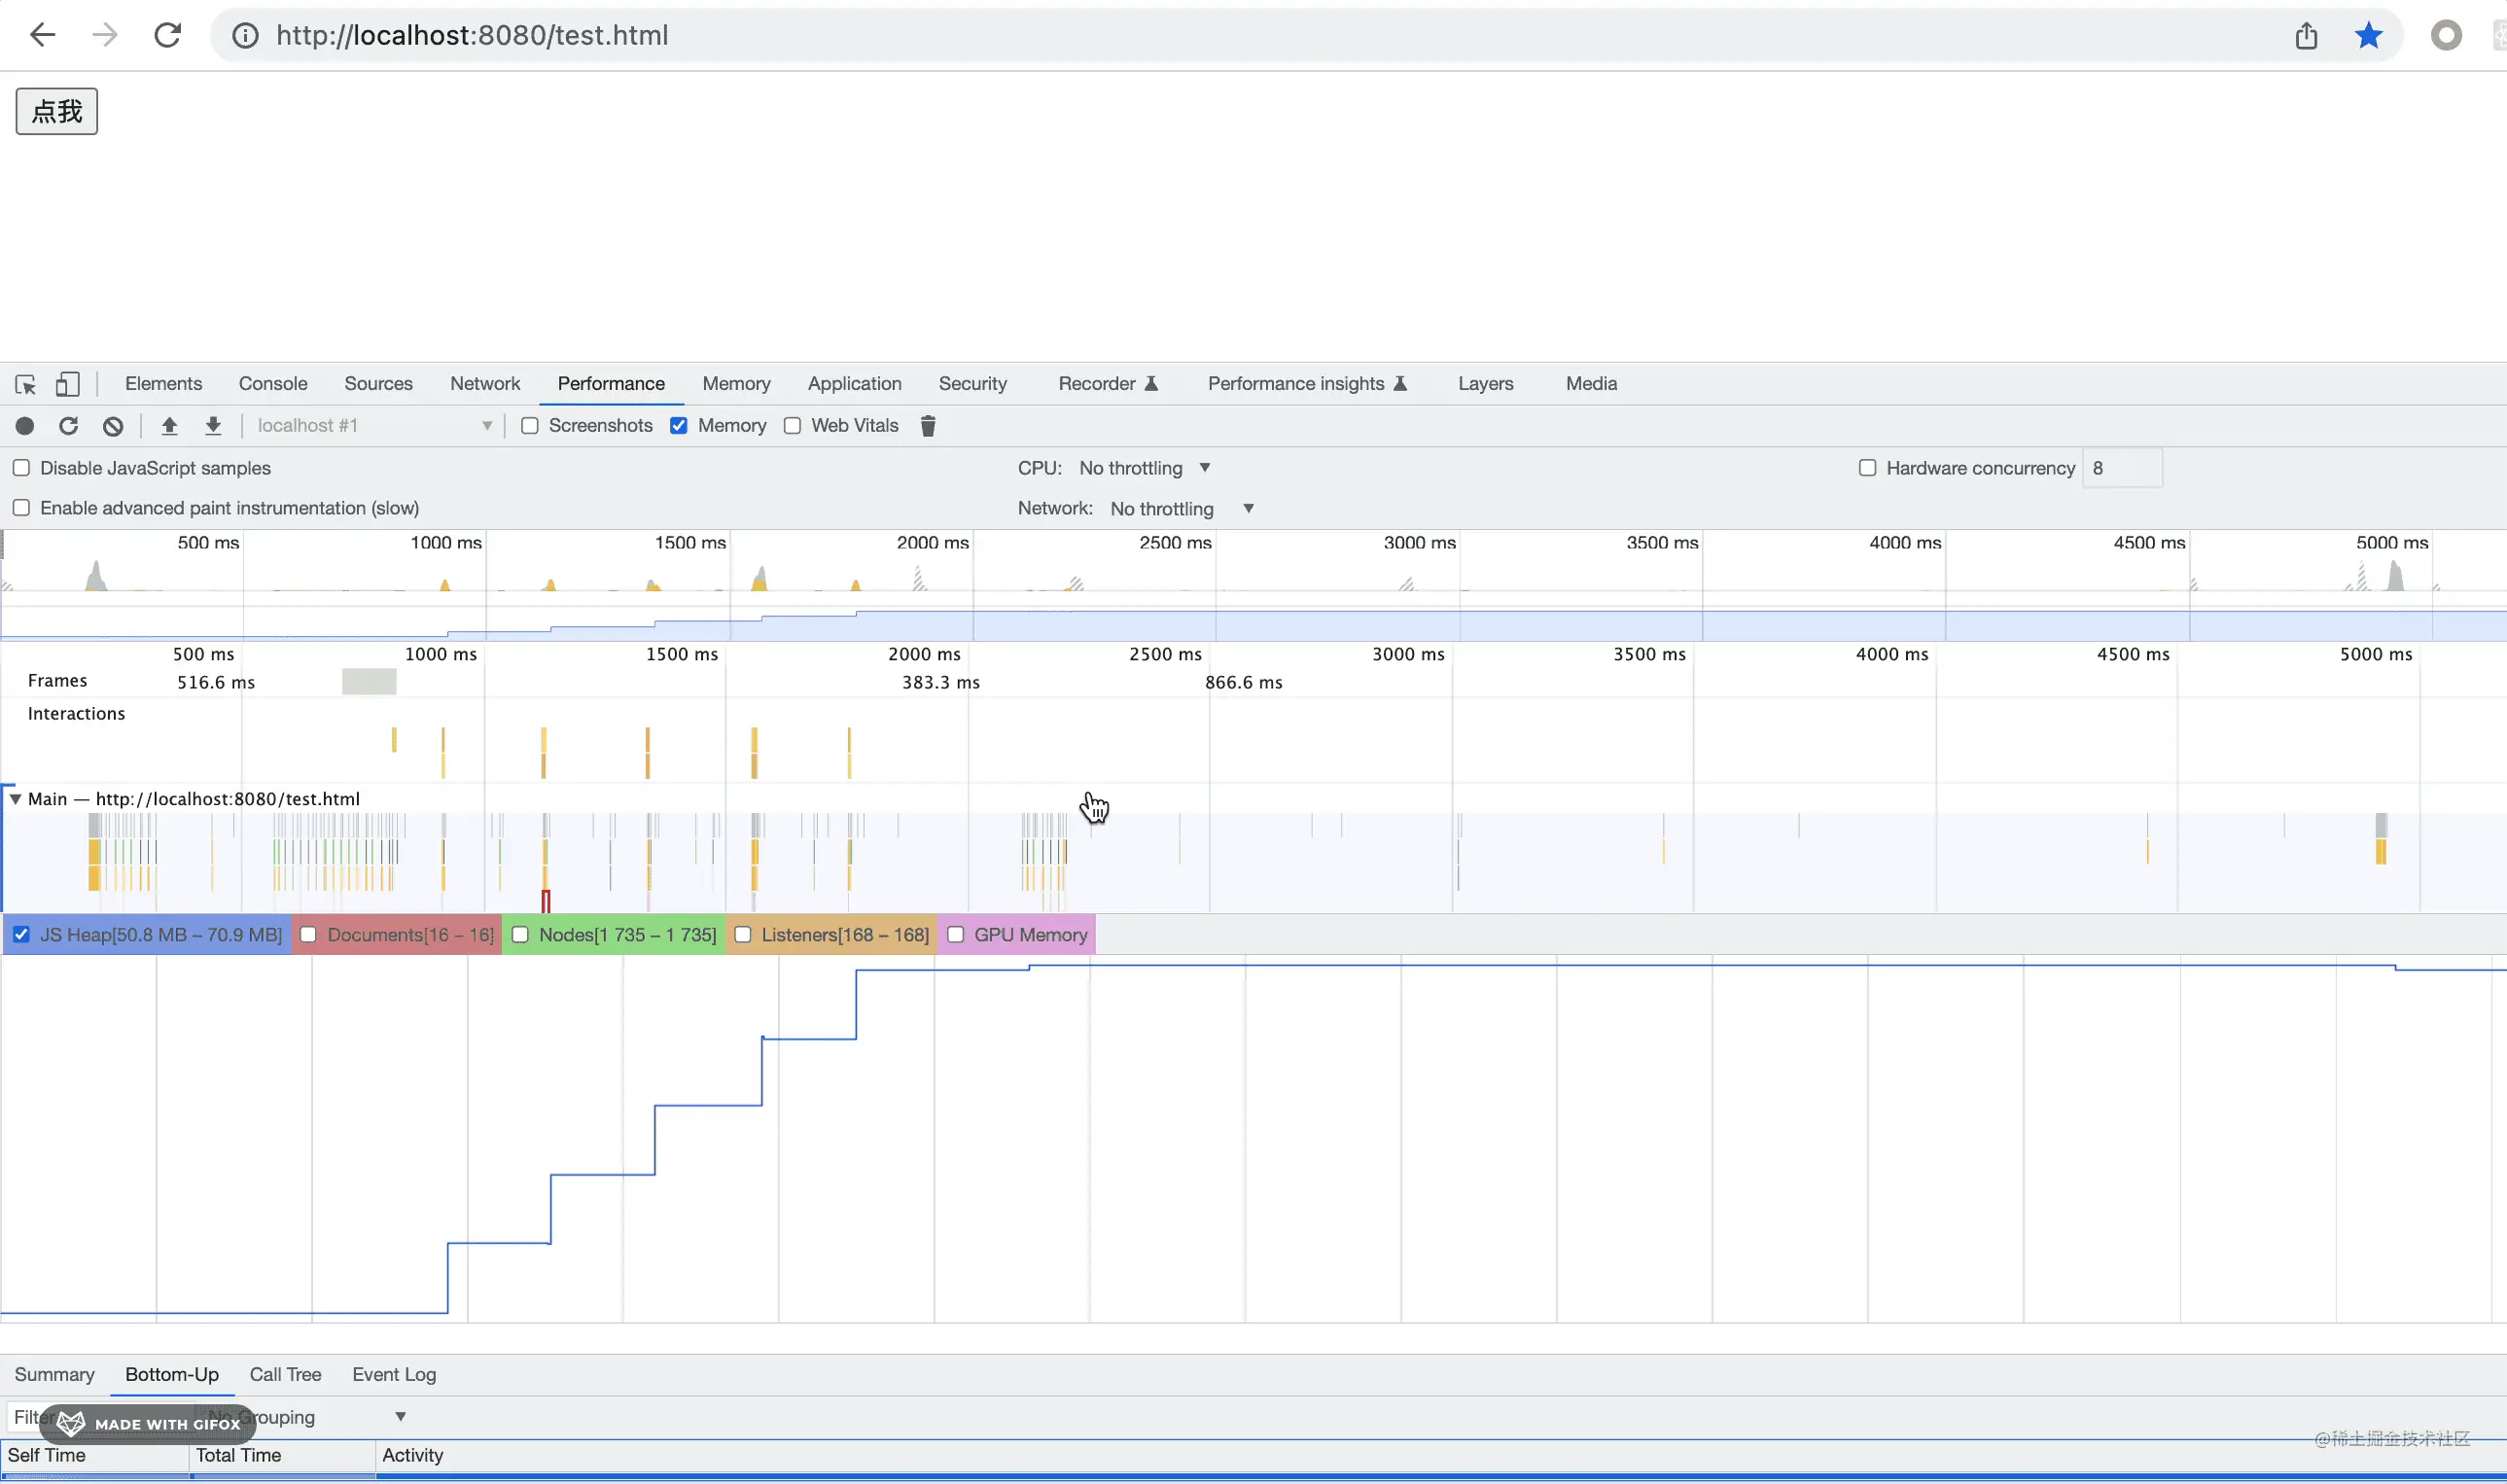 http://localhost:8080/test.html
点我
Elements Console Sources Network Performance Memory Application Security Recorder Performance insights Layers Media
localhost #1 Screenshots Memory Web Vitals
Disable JavaScript samples CPU: No throttling Hardware concurrency 8
Enable advanced paint instrumentation (slow) Network: No throttling
500 ms 1000 ms 1500 ms 2000 ms 2500 ms 3000 ms 3500 ms 4000 ms 4500 ms 5000 ms
500 ms 1000 ms 1500 ms 2000 ms 2500 ms 3000 ms 3500 ms 4000 ms 4500 ms 5000 ms
Frames 516.6 ms 383.3 ms 866.6 ms
Interactions
Main — http://localhost:8080/test.html
JS Heap[50.8 MB – 70.9 MB] Documents[16 – 16] Nodes[1 735 – 1 735] Listeners[168 – 168] GPU Memory
Summary Bottom-Up Call Tree Event Log
Filter No Grouping
MADE WITH GIFOX
@稀土掘金技术社区
Self Time Total Time Activity